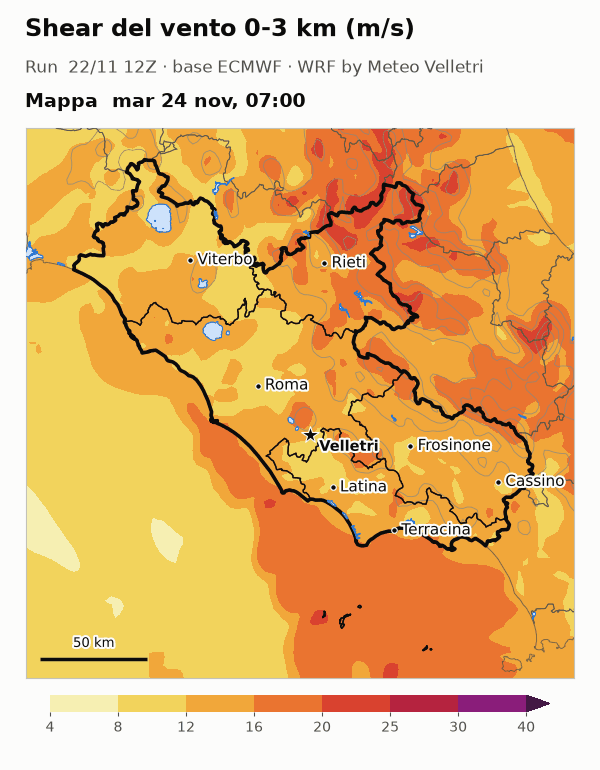 Shear del vento 0-3 km (m/s)
Run  22/11 12Z · base ECMWF · WRF by Meteo Velletri
Mappa  mar 24 nov, 07:00
Viterbo
Rieti
Roma
Velletri
Frosinone
Cassino
Latina
Terracina
50 km
4 8 12 16 20 25 30 40